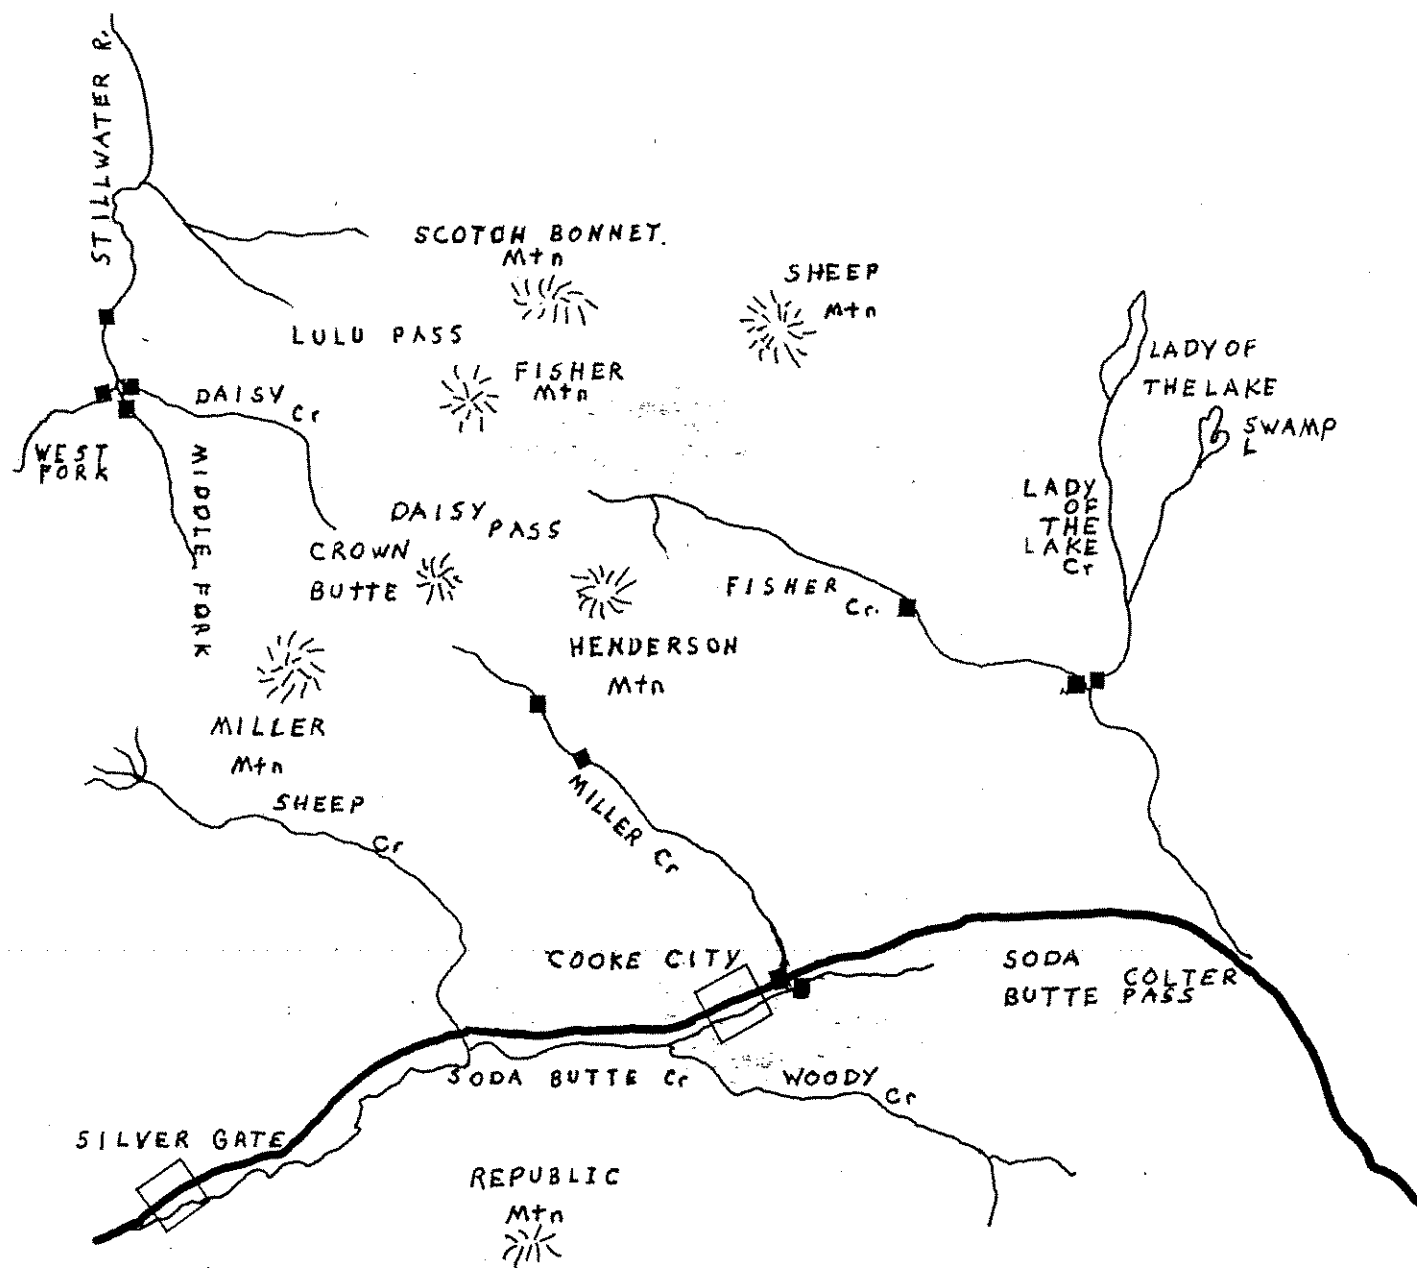 STILLWATER R.
SCOTCH BONNET.
Mtn
SHEEP
Mtn
LULU PASS
FISHER
Mtn
LADY OF
THE LAKE
SWAMP
L
DAISY
Cr
WEST
FORK
MIDDLE FORK
LADY
OF
THE
LAKE
Cr
DAISY
PASS
CROWN
BUTTE
FISHER
Cr.
HENDERSON
Mtn
MILLER
Mtn
SHEEP
Cr
MILLER Cr
COOKE CITY
SODA
BUTTE
COLTER
PASS
SODA BUTTE Cr
WOODY
Cr
SILVER GATE
REPUBLIC
Mtn